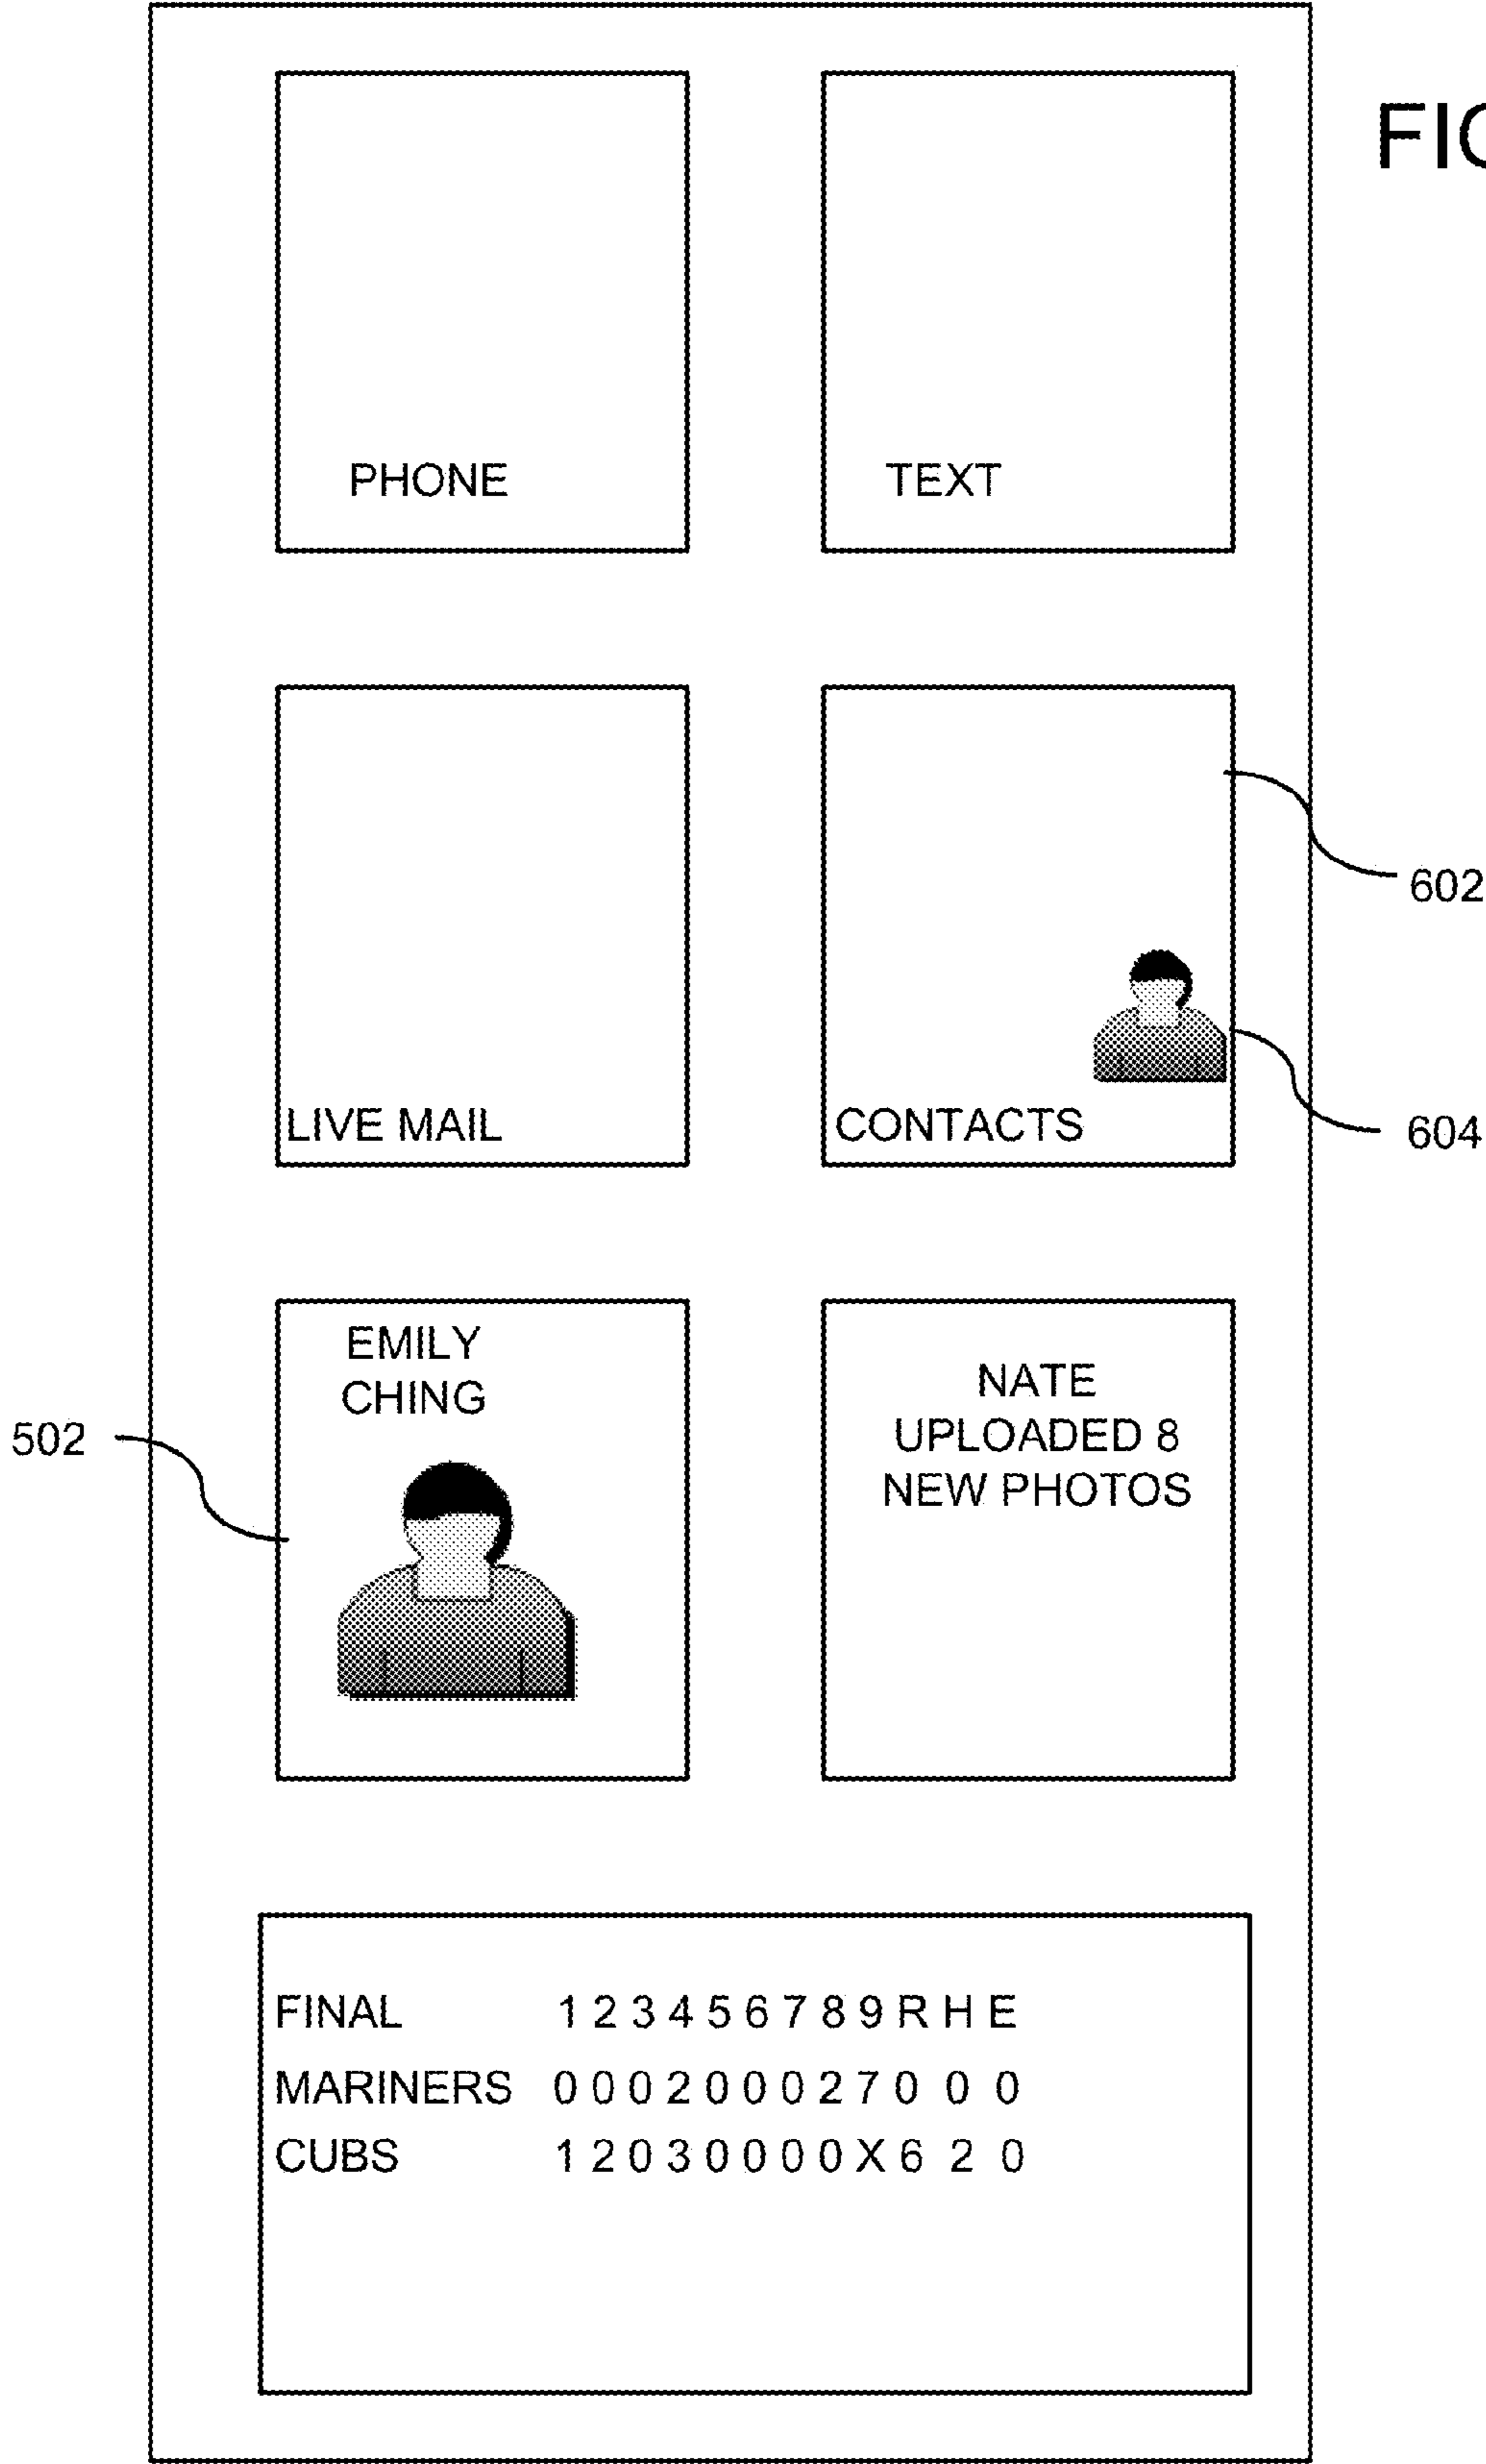 FIG
PHONE
TEXT
602
LIVE MAIL
CONTACTS
604
EMILY
CHING
502
NATE
UPLOADED 8
NEW PHOTOS
FINAL 1 2 3 4 5 6 7 8 9 R H E
MARINERS 0 0 0 2 0 0 0 2 7 0 0 0
CUBS 1 2 0 3 0 0 0 0 X 6 2 0